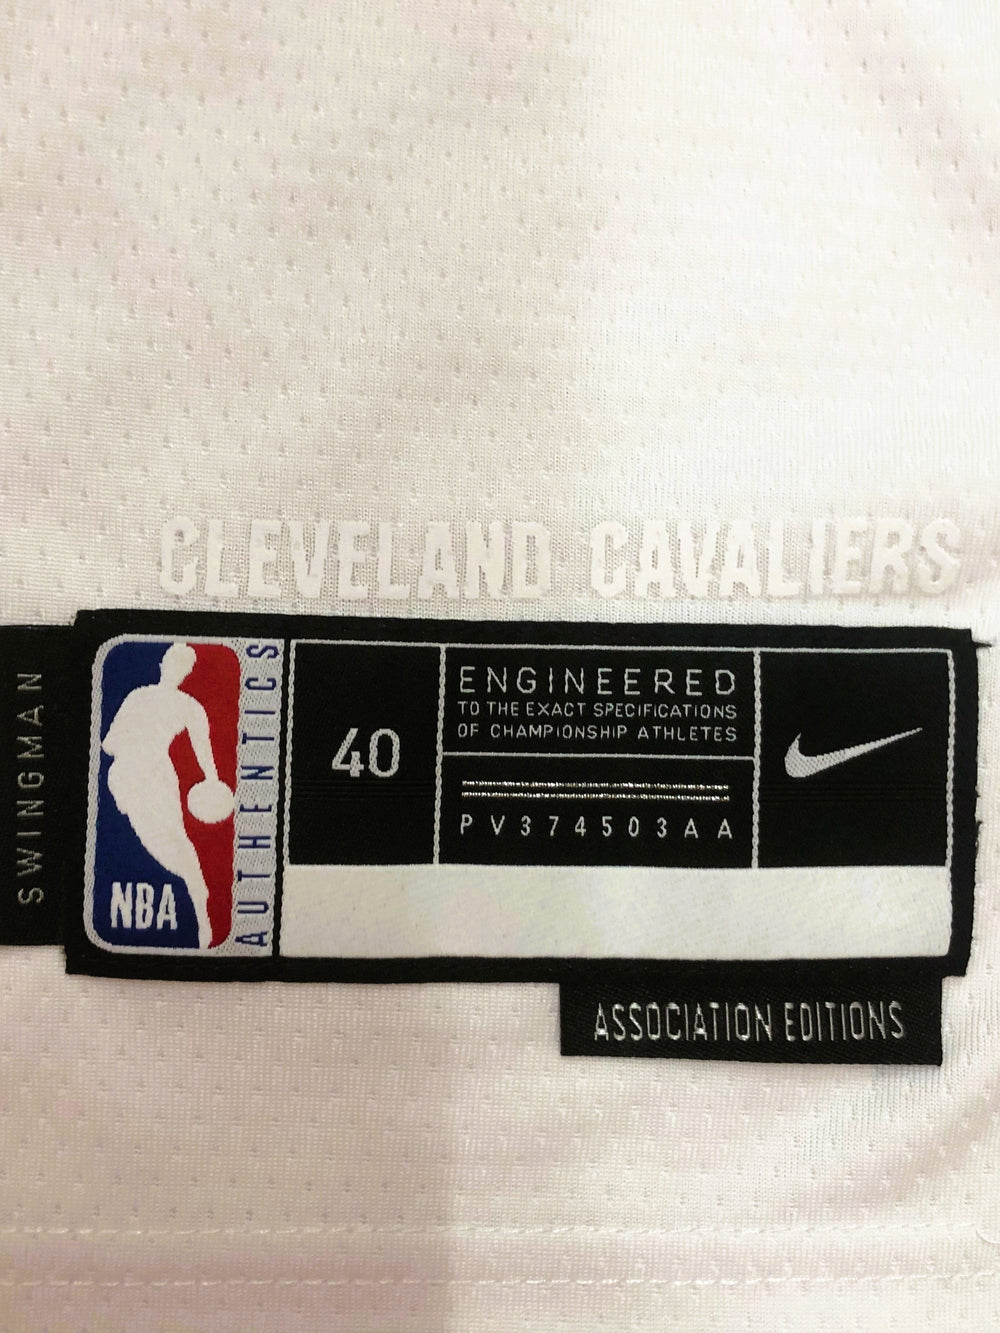 CLEVELAND CAVALIERS
SWINGMAN
NBA
AUTHENTICS
40
ENGINEERED
TO THE EXACT SPECIFICATIONS
OF CHAMPIONSHIP ATHLETES
PV374503AA
ASSOCIATION EDITIONS